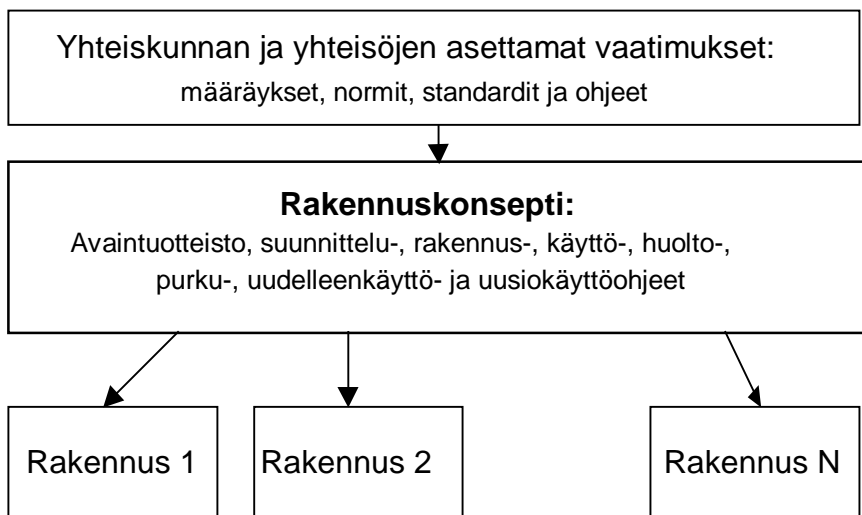 Yhteiskunnan ja yhteisöjen asettamat vaatimukset:
määräykset, normit, standardit ja ohjeet
Rakennuskonsepti:
Avaintuotteisto, suunnittelu-, rakennus-, käyttö-, huolto-,
purku-, uudelleenkäyttö- ja uusiokäyttöohjeet
Rakennus 1
Rakennus 2
Rakennus N